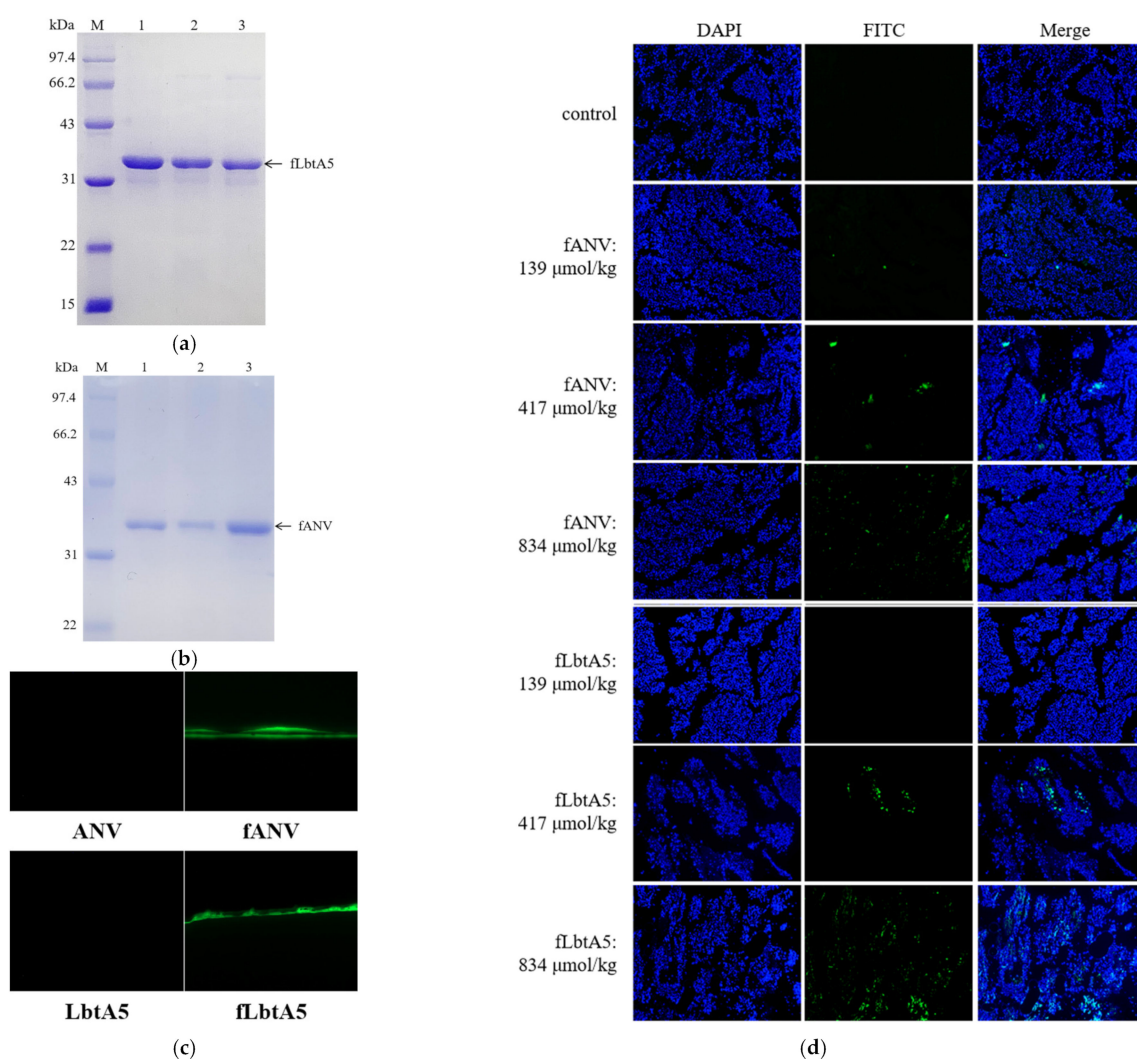 kDa M 1 2 3
97.4
66.2
43
← fLbtA5
31
22
15
(a)
kDa M 1 2 3
97.4
66.2
43
← fANV
31
22
(b)
ANV fANV
LbtA5 fLbtA5
(c)
DAPI FITC Merge
control
fANV:
139 μmol/kg
fANV:
417 μmol/kg
fANV:
834 μmol/kg
fLbtA5:
139 μmol/kg
fLbtA5:
417 μmol/kg
fLbtA5:
834 μmol/kg
(d)